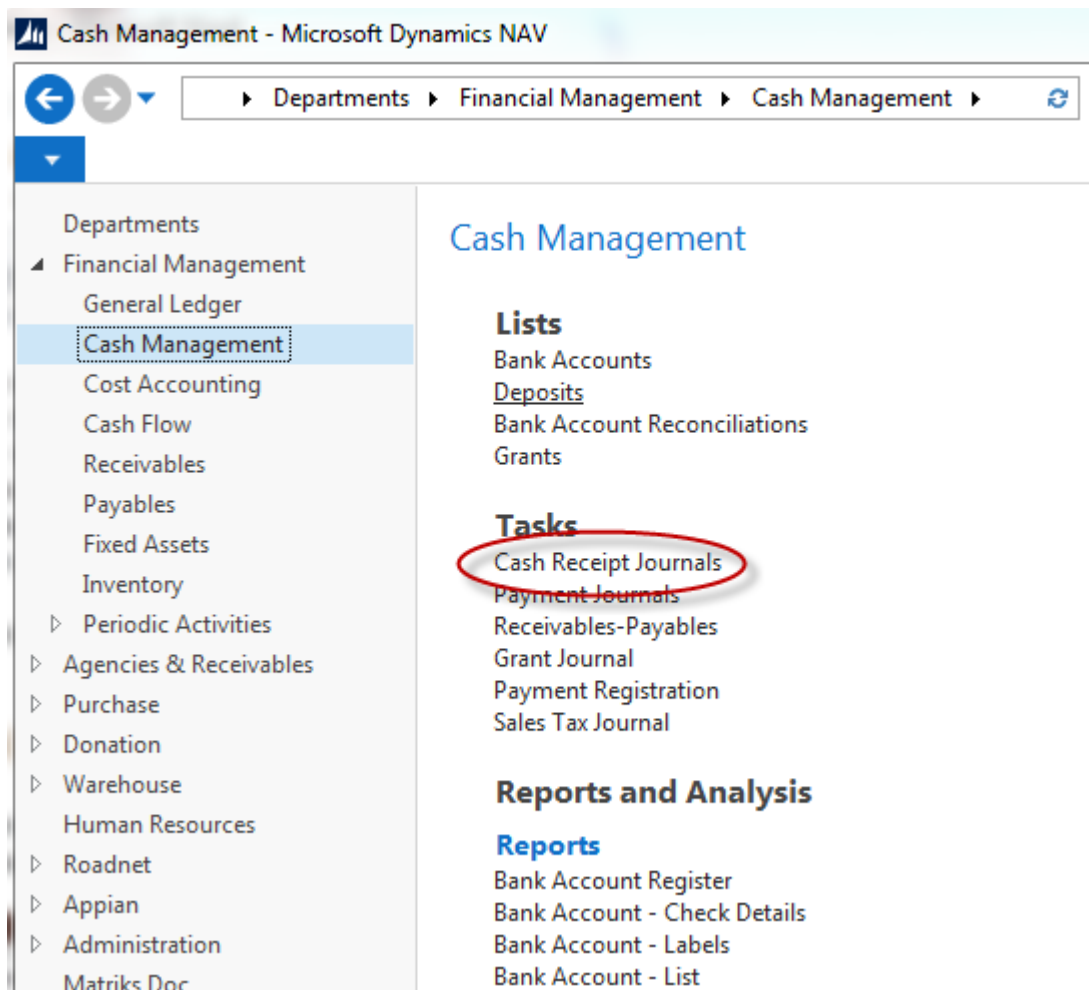 Cash Management - Microsoft Dynamics NAV
Departments Financial Management Cash Management
Departments
Financial Management
General Ledger
Cash Management
Cost Accounting
Cash Flow
Receivables
Payables
Fixed Assets
Inventory
Periodic Activities
Agencies & Receivables
Purchase
Donation
Warehouse
Human Resources
Roadnet
Appian
Administration
Matriks Doc
Cash Management
Lists
Bank Accounts
Deposits
Bank Account Reconciliations
Grants
Tasks
Cash Receipt Journals
Payment Journals
Receivables-Payables
Grant Journal
Payment Registration
Sales Tax Journal
Reports and Analysis
Reports
Bank Account Register
Bank Account - Check Details
Bank Account - Labels
Bank Account - List